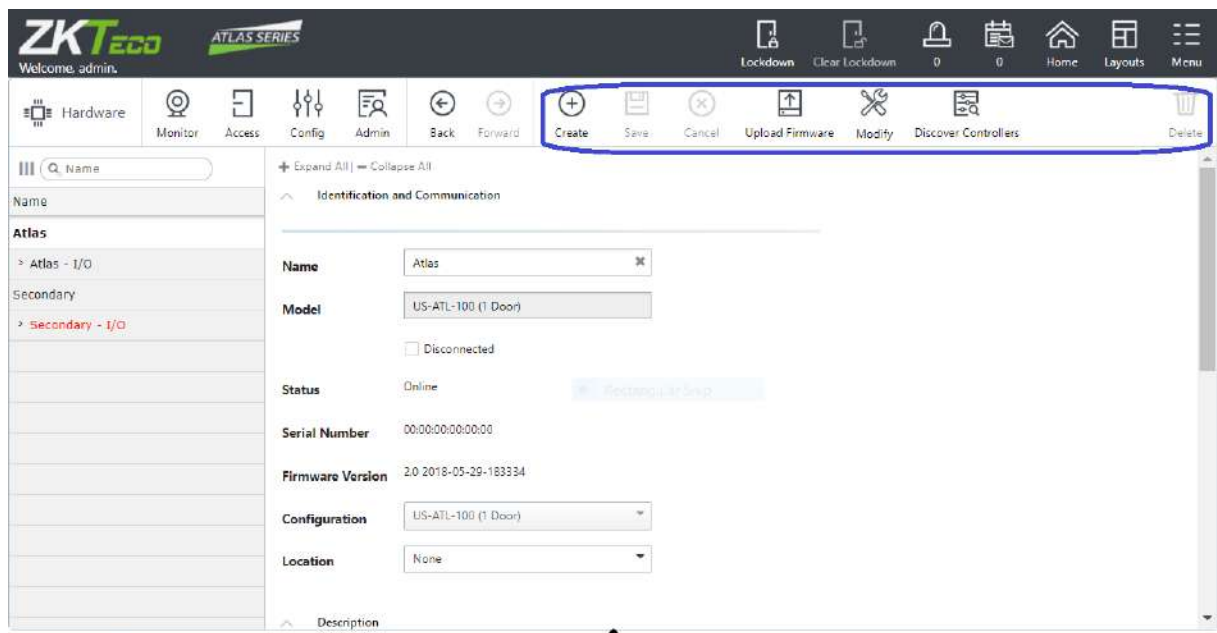 ZKTeco ATLAS SERIES
Welcome, admin.
Lockdown Clear Lockdown 0 0 Home Layouts Menu
Hardware Monitor Access Config Admin Back Forward Create Save Cancel Upload Firmware Modify Discover Controllers Delete
Name
Name
Atlas
Atlas - I/O
Secondary
Secondary - I/O
Expand All | Collapse All
Identification and Communication
Name Atlas
Model US-ATL-100 (1 Door)
Disconnected
Status Online
Serial Number 00:00:00:00:00:00
Firmware Version 2.0 2018-05-29-183334
Configuration US-ATL-100 (1 Door)
Location None
Description